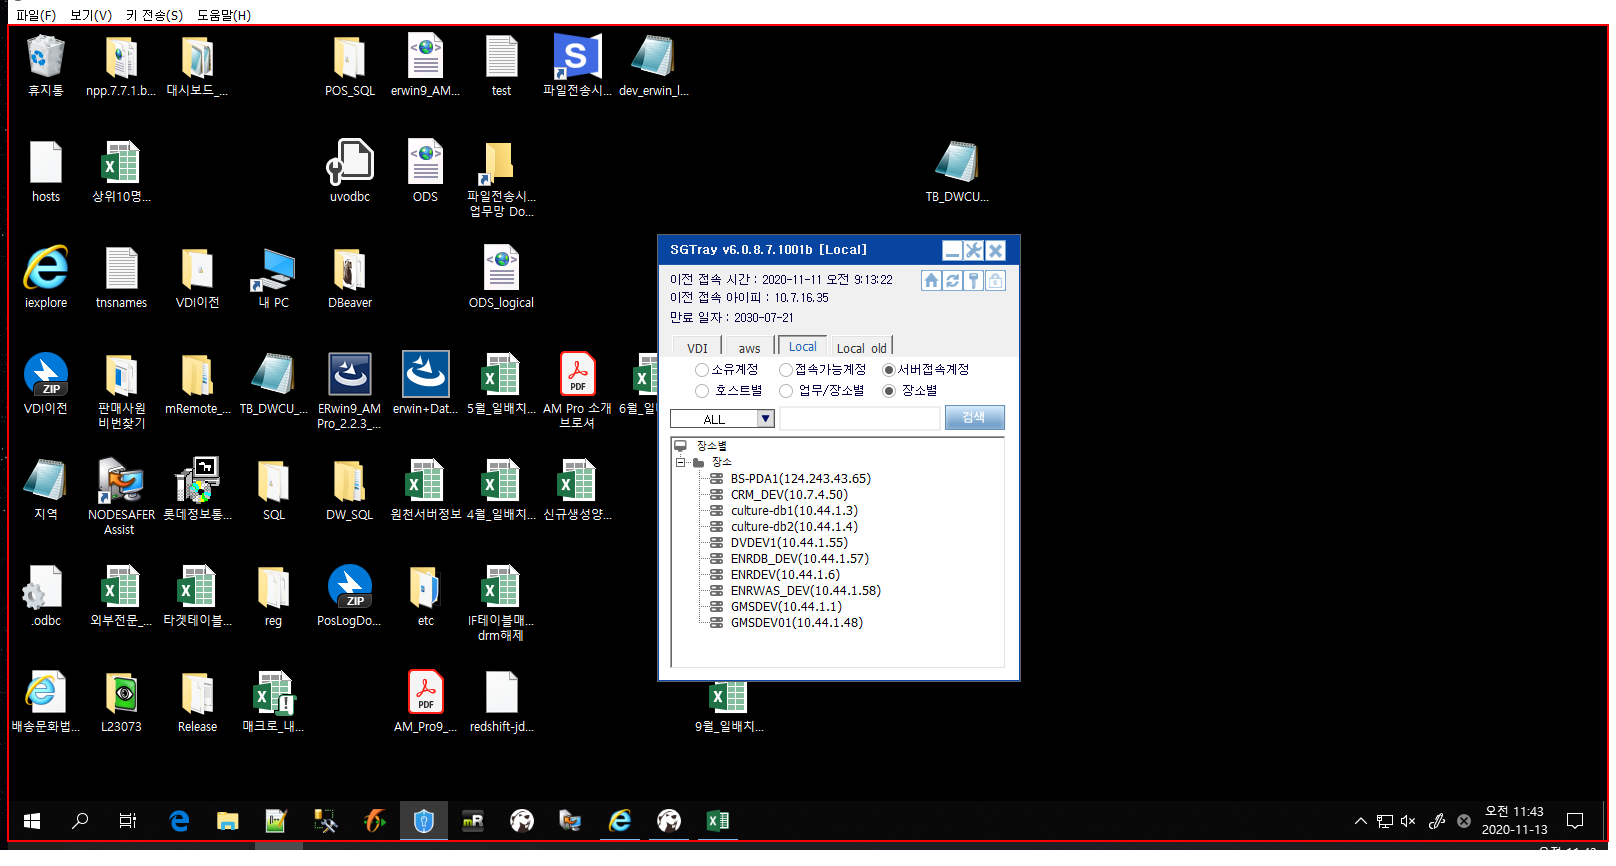 파일(F) 보기(V) 키 전송(S) 도움말(H)
휴지통 npp.7.7.1.b... 대시보드_... POS_SQL erwin9_AM... test 파일전송시... dev_erwin_l...
hosts 상위10명... uvodbc ODS 파일전송시... 업무망 Do... TB_DWCU...
iexplore tnsnames VDI이전 내 PC DBeaver ODS_logical
ZIP
PDF
VDI이전 판매사원 비번찾기 mRemote_... TB_DWCU_... ERwin9_AM Pro_2.2.3_... erwin+Dat... 5월_일배치... AM Pro 소개 브로셔 6월_일
지역 NODESAFER Assist 롯데정보통... SQL DW_SQL 원천서버정보 4월_일배치... 신규생성양...
ZIP
.odbc 외부전문_... 타겟테이블... reg PosLogDo... etc IF테이블매... drm해제
PDF
배송문화법... L23073 Release 매크로_내... AM_Pro9_... redshift-jd... 9월_일배치...
SGTray v6.0.8.7.1001b [Local]
이전 접속 시간 : 2020-11-11 오전 9:13:22
이전 접속 아이피 : 10.7.16.35
만료 일자 : 2030-07-21
VDI aws Local Local_old
소유계정 접속가능계정 서버접속계정
호스트별 업무/장소별 장소별
ALL 검색
장소별
장소
BS-PDA1(124.243.43.65)
CRM_DEV(10.7.4.50)
culture-db1(10.44.1.3)
culture-db2(10.44.1.4)
DVDEV1(10.44.1.55)
ENRDB_DEV(10.44.1.57)
ENRDEV(10.44.1.6)
ENRWAS_DEV(10.44.1.58)
GMSDEV(10.44.1.1)
GMSDEV01(10.44.1.48)
mR
오전 11:43
2020-11-13